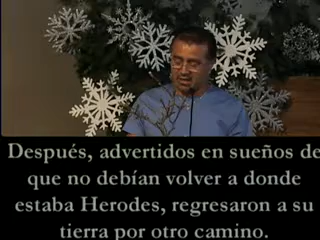 Después, advertidos en sueños de
que no debían volver a donde
estaba Herodes, regresaron a su
tierra por otro camino.